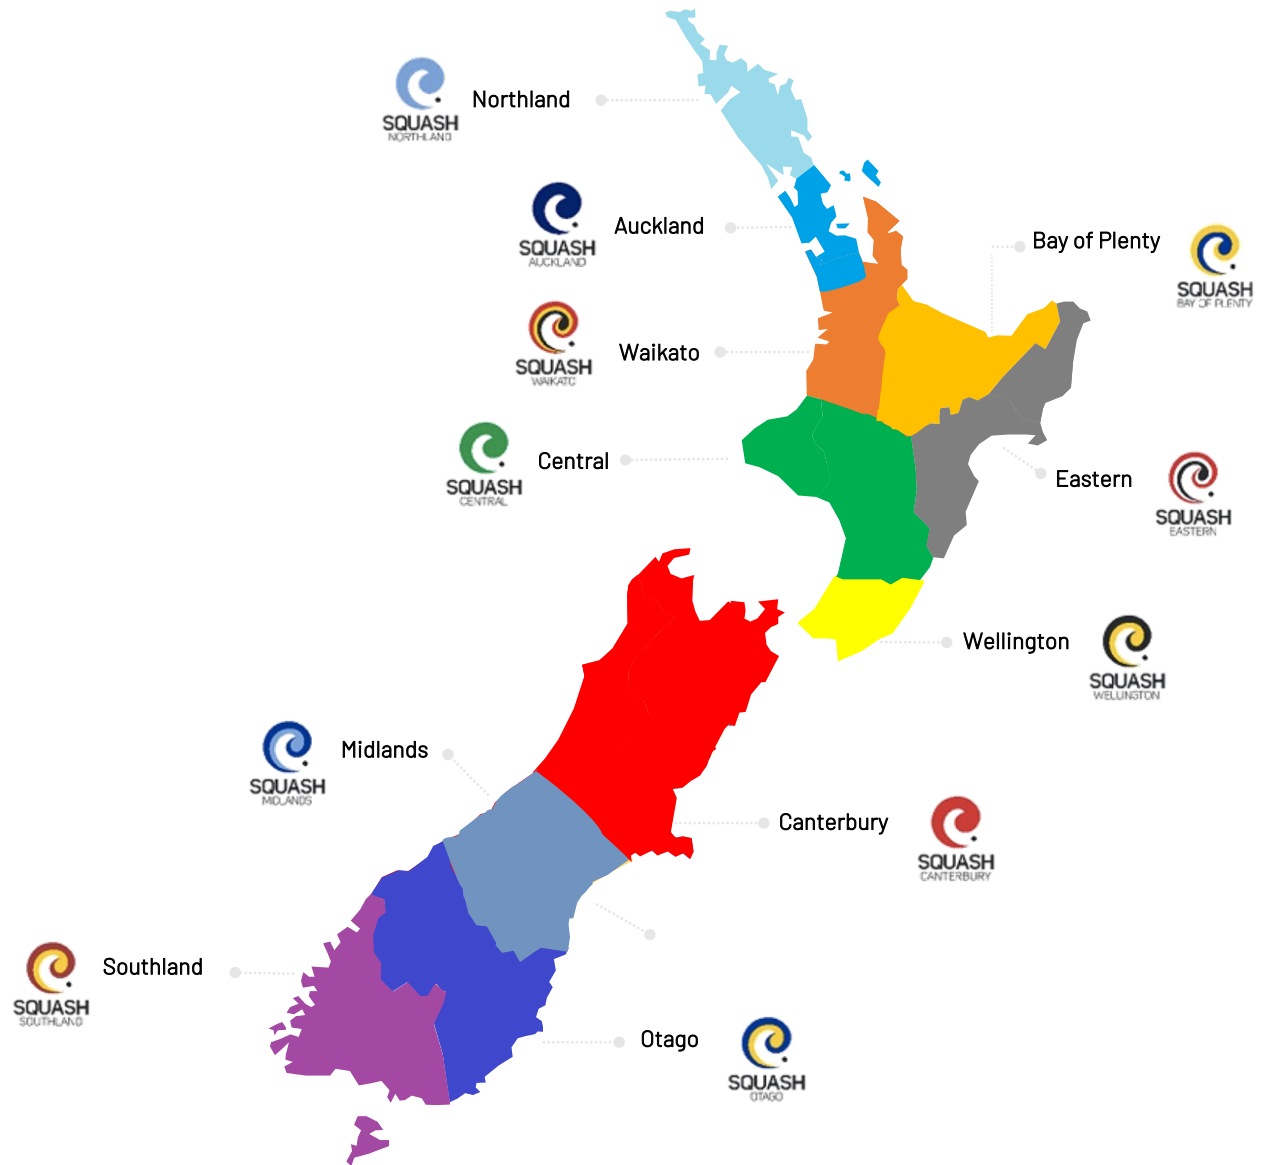 Northland
SQUASH
NORTHLAND
Auckland
SQUASH
AUCKLAND
Bay of Plenty
SQUASH
BAY OF PLENTY
Waikato
SQUASH
WAIKATO
Central
SQUASH
CENTRAL
Eastern
SQUASH
EASTERN
Wellington
SQUASH
WELLINGTON
Midlands
SQUASH
MIDLANDS
Canterbury
SQUASH
CANTERBURY
Southland
SQUASH
SOUTHLAND
Otago
SQUASH
OTAGO